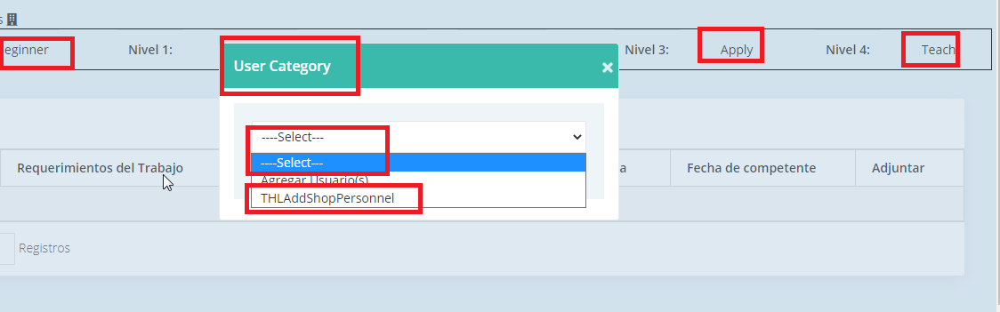 s
eginner
Nivel 1:
Nivel 3:
Apply
Nivel 4:
Teach
User Category
×
----Select---
----Select---
Agregar Usuario(s)
THLAddShopPersonnel
Requerimientos del Trabajo
a
Fecha de competente
Adjuntar
Registros